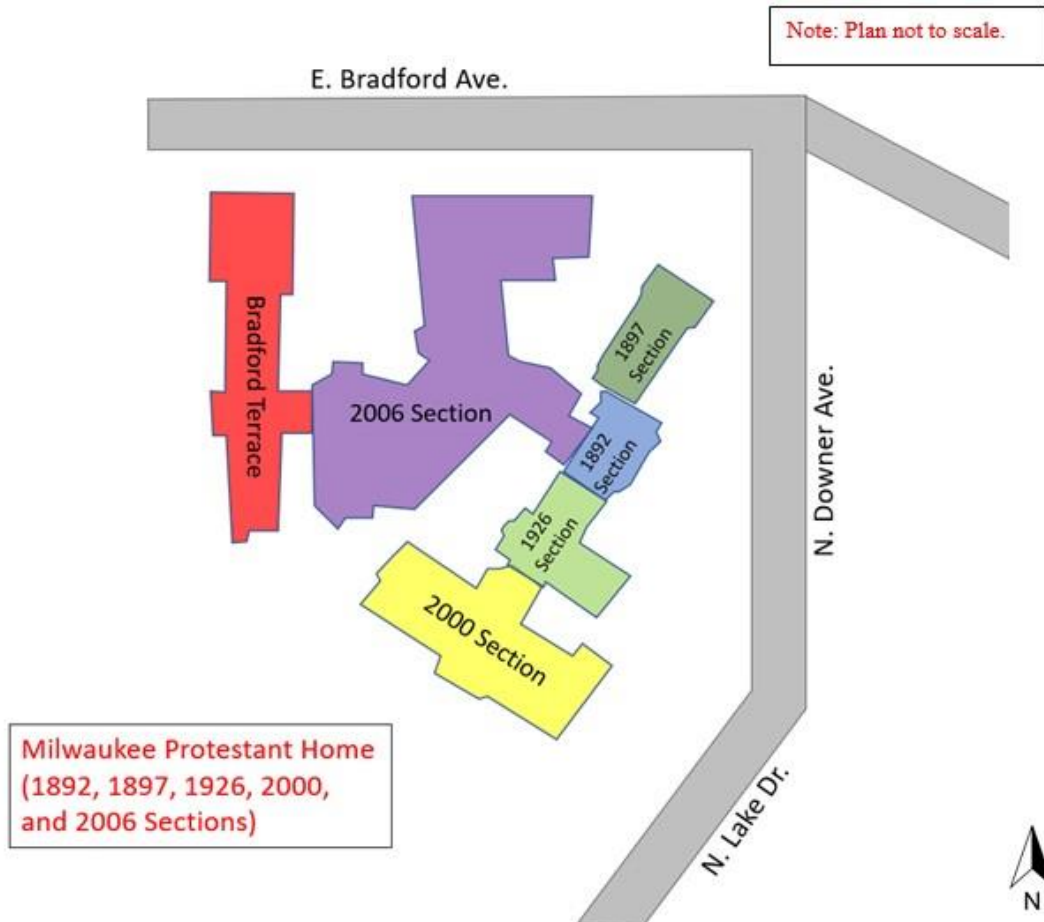 Note: Plan not to scale.
E. Bradford Ave.
Bradford Terrace
2006 Section
1897
Section
1892
Section
1926
Section
2000 Section
N. Downer Ave.
N. Lake Dr.
Milwaukee Protestant Home
(1892, 1897, 1926, 2000,
and 2006 Sections)
N